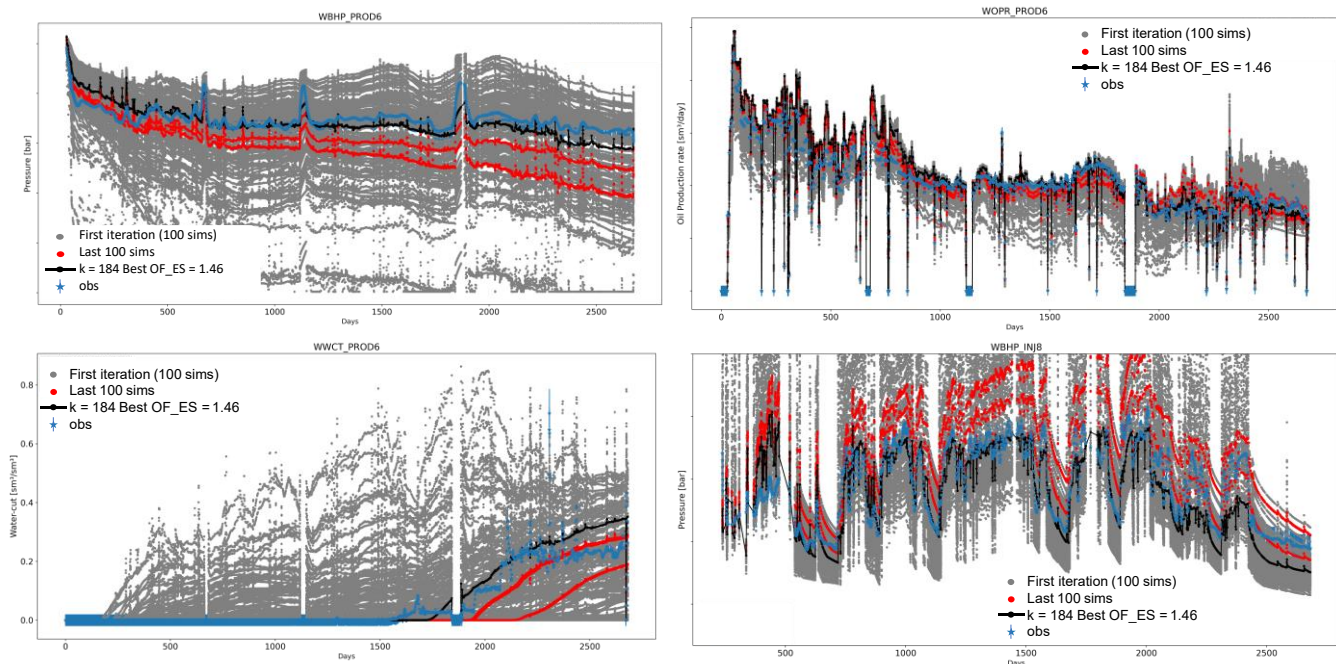 WBHP_PROD6
Pressure [bar]
First iteration (100 sims)
Last 100 sims
k = 184 Best OF_ES = 1.46
obs
0 500 1000 1500 2000 2500
Days
WOPR_PROD6
Oil Production rate [sm³/day]
First iteration (100 sims)
Last 100 sims
k = 184 Best OF_ES = 1.46
obs
0 500 1000 1500 2000 2500
Days
WWCT_PROD6
Water-cut [sm³/sm³]
0.8
0.6
0.4
0.2
0.0
First iteration (100 sims)
Last 100 sims
k = 184 Best OF_ES = 1.46
obs
0 500 1000 1500 2000 2500
Days
WBHP_INJ8
Pressure [bar]
First iteration (100 sims)
Last 100 sims
k = 184 Best OF_ES = 1.46
obs
500 1000 1500 2000 2500
Days